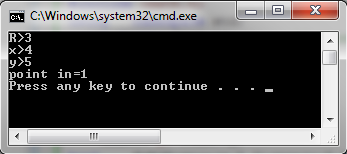 C:\Windows\system32\cmd.exe
R>3
x>4
y>5
point in=1
Press any key to continue . . .